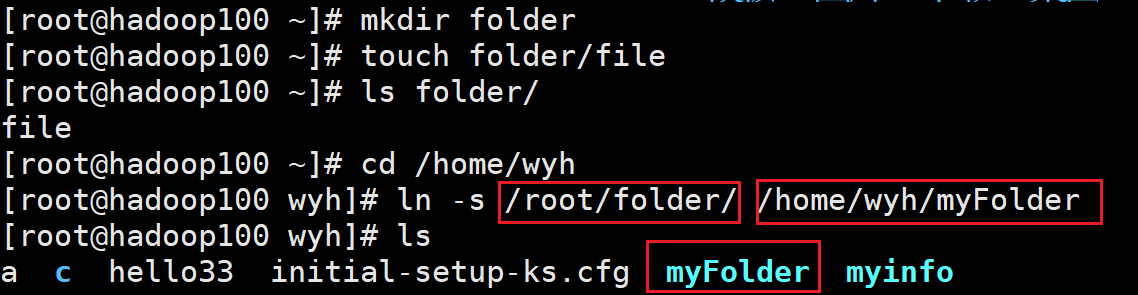 [root@hadoop100 ~]# mkdir folder
[root@hadoop100 ~]# touch folder/file
[root@hadoop100 ~]# ls folder/
file
[root@hadoop100 ~]# cd /home/wyh
[root@hadoop100 wyh]# ln -s /root/folder/ /home/wyh/myFolder
[root@hadoop100 wyh]# ls
a  c  hello33  initial-setup-ks.cfg  myFolder  myinfo